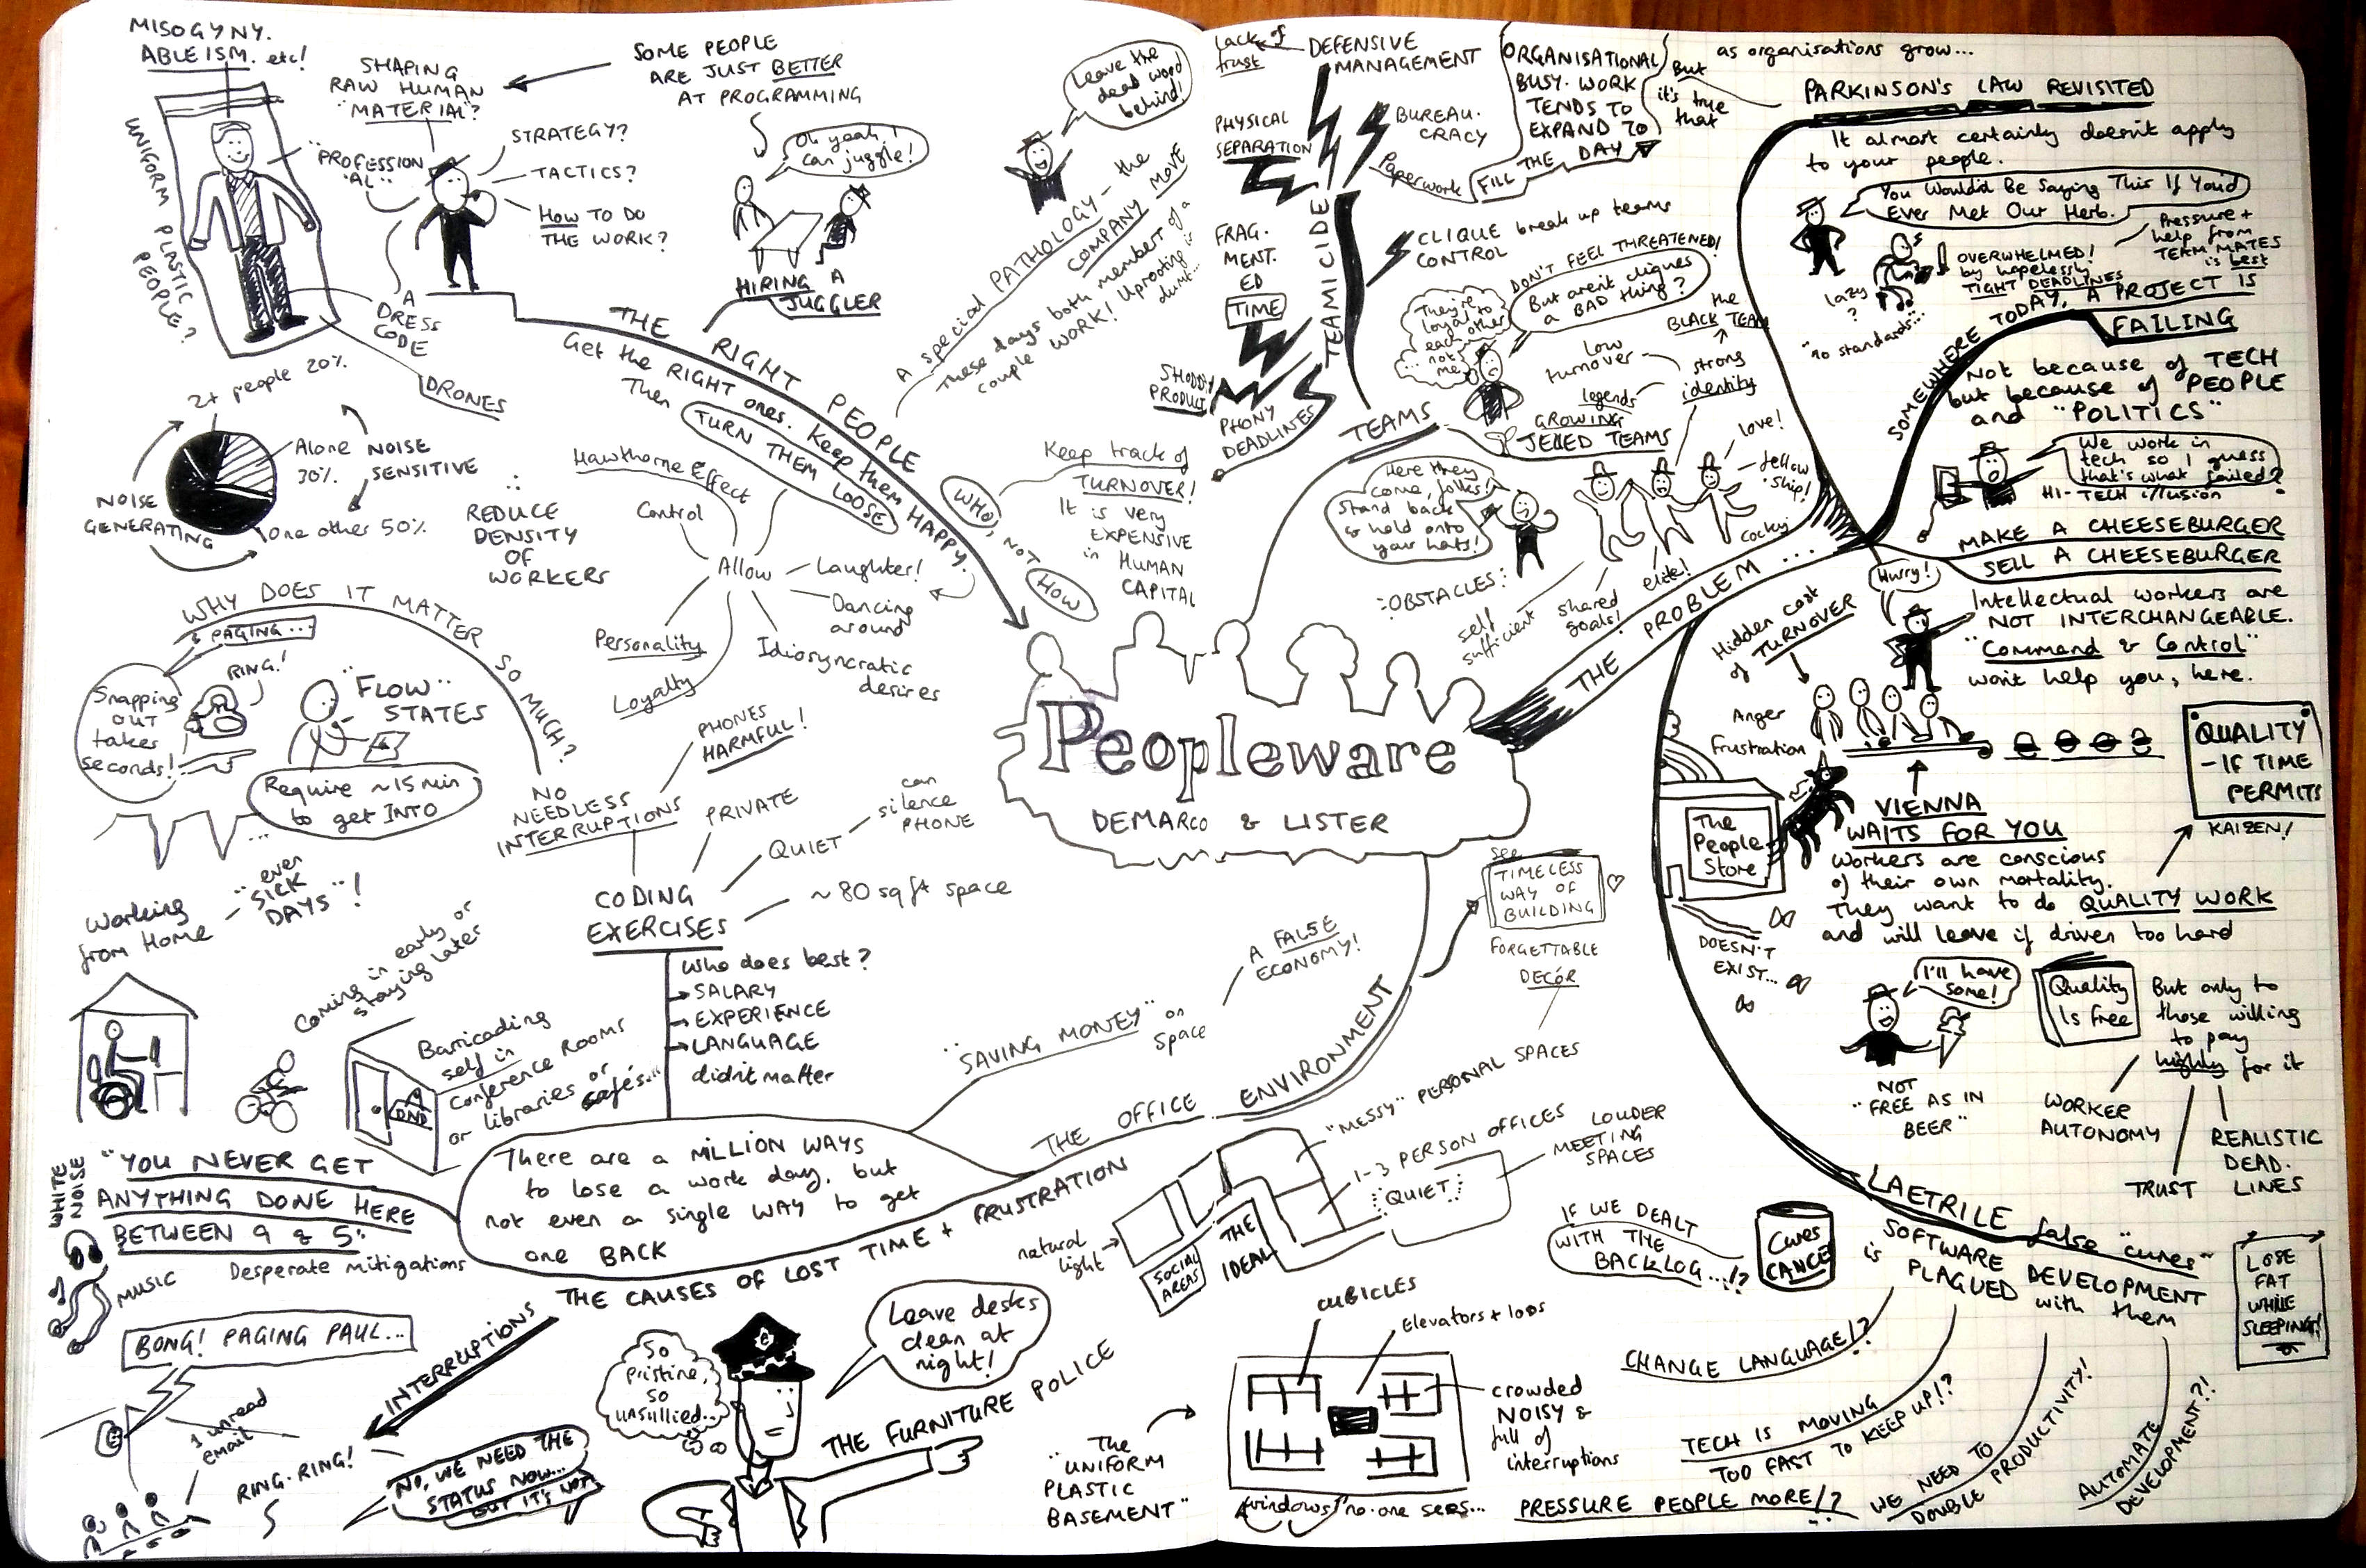 MISOGYNY.
ABLEISM. etc!
UNIFORM PLASTIC
PEOPLE?
SHAPING
RAW HUMAN
"MATERIAL"?
SOME PEOPLE
ARE JUST BETTER
AT PROGRAMMING
"PROFESSION
AL"
STRATEGY?
TACTICS?
HOW TO DO
THE WORK?
A
DRESS
CODE
DRONES
Oh yeah, I
can juggle!
HIRING A
JUGGLER
THE RIGHT PEOPLE
Get the RIGHT ones. Keep them HAPPY.
Then TURN THEM LOOSE
Leave the
dead wood
behind!
A special PATHOLOGY - the
COMPANY MOVE
These days both members of a
couple WORK! Uprooting is
dumb...
WHO, NOT HOW
Keep track of
TURNOVER!
It is very
EXPENSIVE
in HUMAN
CAPITAL
2+ people 20%
Alone
30%
One other 50%
NOISE
SENSITIVE
NOISE
GENERATING
∴
REDUCE
DENSITY
OF
WORKERS
Hawthorne Effect
Control
Allow
Laughter!
Dancing
around
Idiosyncratic
desires
Personality
Loyalty
WHY DOES IT MATTER SO MUCH?
PAGING...
RING!
Snapping
OUT
takes
seconds!
"FLOW"
STATES
Require ~15 min
to get INTO
...
NO
NEEDLESS
INTERRUPTIONS
PHONES
HARMFUL!
PRIVATE
QUIET
can
silence
PHONE
~80 sq ft space
CODING
EXERCISES
Who does best?
SALARY
EXPERIENCE
LANGUAGE
didn't matter
Working
from Home
"even
SICK
DAYS"!
Coming in early or
staying later
Barricading
self in
conference Rooms
or libraries or
cafés...
DND
"YOU NEVER GET
ANYTHING DONE HERE
BETWEEN 9 & 5"
Desperate mitigations
WHITE
NOISE
MUSIC
There are a MILLION WAYS
to lose a work day, but
not even a single WAY to get
one BACK
THE CAUSES OF LOST TIME + FRUSTRATION
INTERRUPTIONS
BONG! PAGING PAUL...
1 unread
email
RING-RING!
NO, WE NEED THE
STATUS NOW...
BUT IT'S NOT
So
pristine,
so
unsullied...
Leave desks
clean at
night!
THE FURNITURE POLICE
Peopleware
DEMARCO & LISTER
THE OFFICE ENVIRONMENT
"SAVING MONEY" on
Space
A FALSE
ECONOMY!
see
TIMELESS
WAY OF
BUILDING
FORGETTABLE
DECÓR
"MESSY" PERSONAL SPACES
1-3 PERSON OFFICES
LOUDER
MEETING
SPACES
QUIET
natural
light
SOCIAL
AREAS
THE
IDEAL
The
"UNIFORM
PLASTIC
BASEMENT"
CUBICLES
Elevators + loos
crowded
NOISY &
full of
interruptions
windows no-one sees...
TEAMS
TEAMICIDE
lack of
trust
DEFENSIVE
MANAGEMENT
PHYSICAL
SEPARATION
BUREAU.
CRACY
Paperwork
ORGANISATIONAL
BUSY-WORK
TENDS TO
EXPAND TO
FILL THE DAY
But
it's true
that
FRAG.
MENT.
ED
TIME
CLIQUE
CONTROL
break up teams
SHODDY
PRODUCT
PHONY
DEADLINES
DON'T FEEL THREATENED!
But aren't cliques
a BAD thing?
They're
loyal to
each
other
...not
me
GROWING
JELLED TEAMS
low
turnover
legends
strong
identity
the
BLACK TEAM
love!
fellow
ship!
cocky
elite!
shared
goals!
self
sufficient
Here they
come, folks!
Stand back
& hold onto
your hats!
OBSTACLES:
THE PROBLEM...
as organisations grow...
PARKINSON'S LAW REVISITED
It almost certainly doesn't apply
to your people.
You Wouldn't Be Saying This If You'd
Ever Met Our Herb.
lazy
?
"no standards"...
OVERWHELMED!
by hopelessly
TIGHT DEADLINES
Pressure +
help from
TEAM MATES
is best
SOMEWHERE TODAY, A PROJECT IS
FAILING
Not because of TECH
but because of PEOPLE
and "POLITICS"
We work in
tech so I guess
that's what failed?
HI-TECH illusion
MAKE A CHEESEBURGER
SELL A CHEESEBURGER
Hurry!
Intellectual workers are
NOT INTERCHANGEABLE.
"Command & Control"
won't help you, here.
Hidden cost
of TURNOVER
Anger
Frustration
The
People
Store
DOESN'T
EXIST...
VIENNA
WAITS FOR YOU
Workers are conscious
of their own mortality.
They want to do QUALITY WORK
and will leave if driven too hard
QUALITY
- IF TIME
PERMITS
KAIZEN!
I'll have
some!
NOT
"FREE AS IN
BEER"
Quality
Is Free
But only to
those willing
to pay
highly for it
WORKER
AUTONOMY
TRUST
REALISTIC
DEAD.
LINES
LAETRILE false "cures"
SOFTWARE DEVELOPMENT
is PLAGUED with them
Cures
CANCER
LOSE
FAT
WHILE
SLEEPING!
IF WE DEALT
WITH THE
BACKLOG...!?
CHANGE LANGUAGE!?
TECH IS MOVING
TOO FAST TO KEEP UP!?
PRESSURE PEOPLE MORE!?
WE NEED TO
DOUBLE PRODUCTIVITY!
AUTOMATE
DEVELOPMENT?!